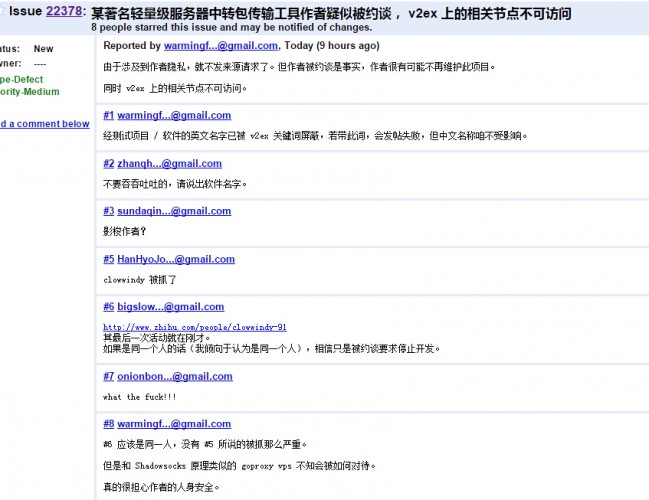 Issue 22378: 某著名轻量级服务器中转包传输工具作者疑似被约谈，v2ex 上的相关节点不可访问
8 people starred this issue and may be notified of changes.
tus: New
wner: ----
pe-Defect
ority-Medium
d a comment below
Reported by warmingf...@gmail.com, Today (9 hours ago)
由于涉及到作者隐私，就不发来源请求了。但作者被约谈是事实，作者很有可能不再维护此项目。
同时 v2ex 上的相关节点不可访问。
#1 warmingf...@gmail.com
经测试项目 / 软件的英文名字已被 v2ex 关键词屏蔽，若带此词，会发帖失败，但中文名称咱不受影响。
#2 zhanqh...@gmail.com
不要吞吞吐吐的，请说出软件名字。
#3 sundaqin...@gmail.com
影梭作者？
#5 HanHyoJo...@gmail.com
clowwindy 被抓了
#6 bigslow...@gmail.com
http://www.zhihu.com/people/clowwindy-91
其最后一次活动就在刚才。
如果是同一个人的话（我倾向于认为是同一个人），相信只是被约谈要求停止开发。
#7 onionbon...@gmail.com
what the fuck!!!
#8 warmingf...@gmail.com
#6 应该是同一人，没有 #5 所说的被抓那么严重。
但是和 Shadowsocks 原理类似的 goproxy vps 不知会被如何对待。
真的很担心作者的人身安全。